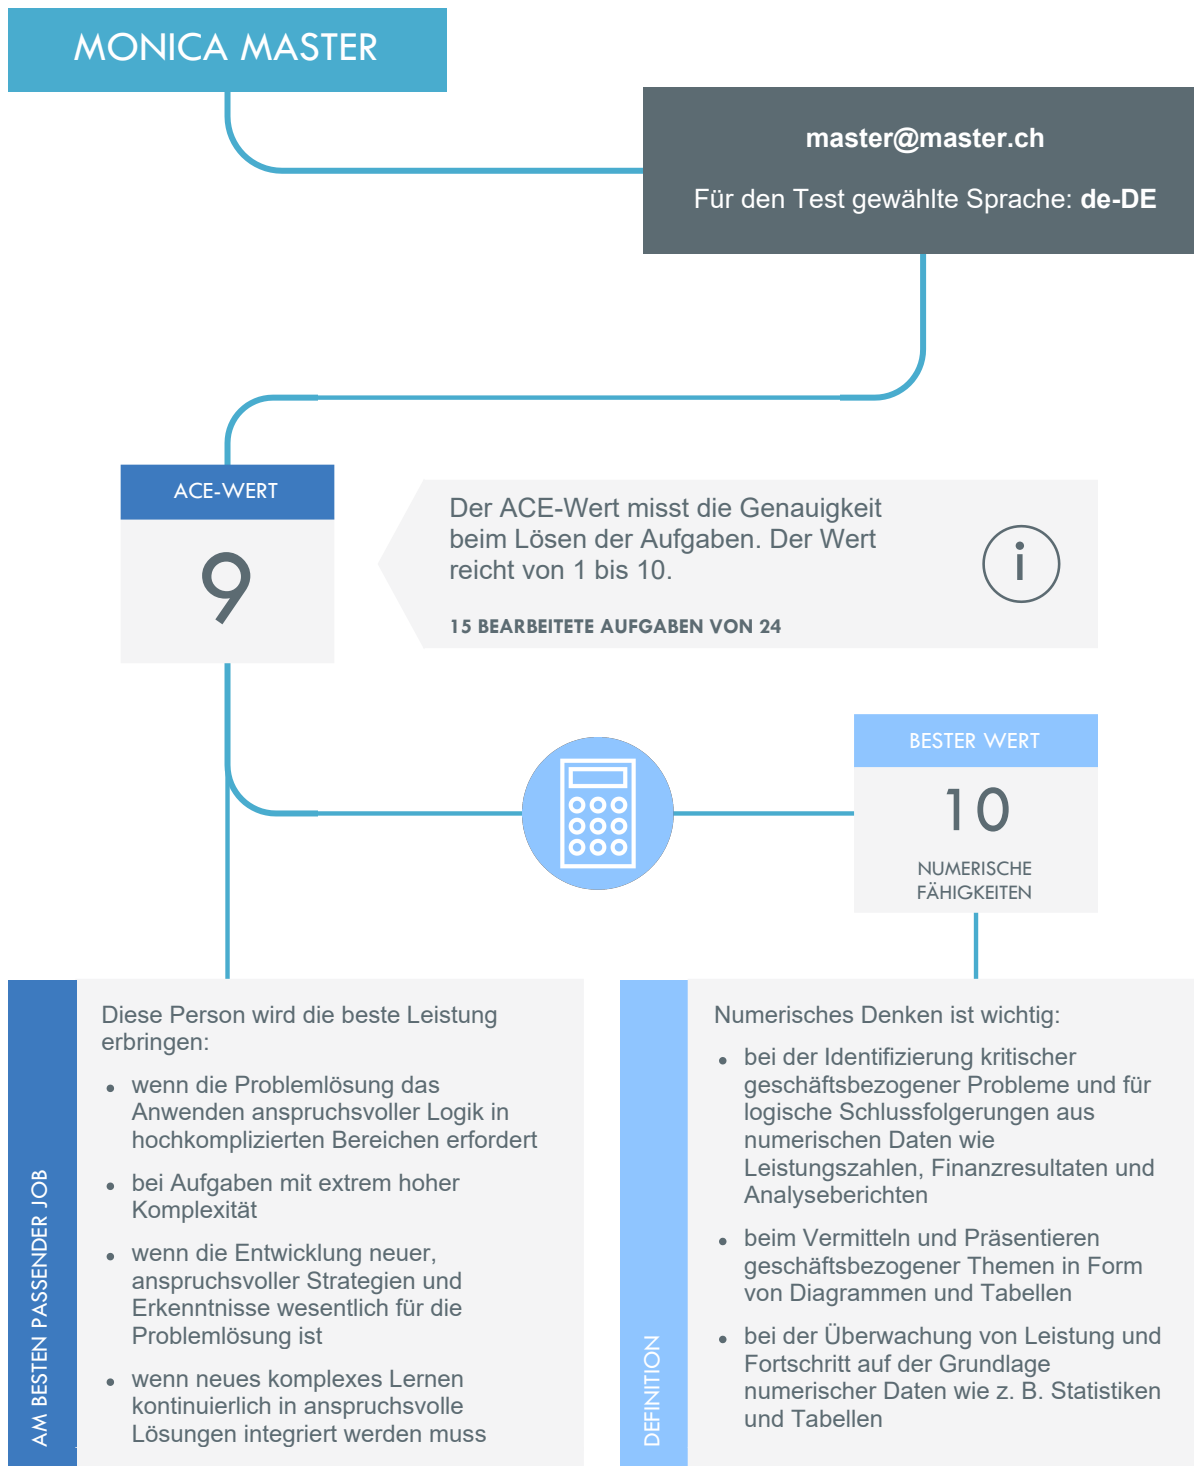 MONICA MASTER
master@master.ch
Für den Test gewählte Sprache: de-DE
ACE-WERT
9
Der ACE-Wert misst die Genauigkeit
beim Lösen der Aufgaben. Der Wert
reicht von 1 bis 10.
15 BEARBEITETE AUFGABEN VON 24
i
BESTER WERT
10
NUMERISCHE
FÄHIGKEITEN
AM BESTEN PASSENDER JOB
Diese Person wird die beste Leistung
erbringen:
• wenn die Problemlösung das
Anwenden anspruchsvoller Logik in
hochkomplizierten Bereichen erfordert
• bei Aufgaben mit extrem hoher
Komplexität
• wenn die Entwicklung neuer,
anspruchsvoller Strategien und
Erkenntnisse wesentlich für die
Problemlösung ist
• wenn neues komplexes Lernen
kontinuierlich in anspruchsvolle
Lösungen integriert werden muss
DEFINITION
Numerisches Denken ist wichtig:
• bei der Identifizierung kritischer
geschäftsbezogener Probleme und für
logische Schlussfolgerungen aus
numerischen Daten wie
Leistungszahlen, Finanzresultaten und
Analyseberichten
• beim Vermitteln und Präsentieren
geschäftsbezogener Themen in Form
von Diagrammen und Tabellen
• bei der Überwachung von Leistung und
Fortschritt auf der Grundlage
numerischer Daten wie z. B. Statistiken
und Tabellen